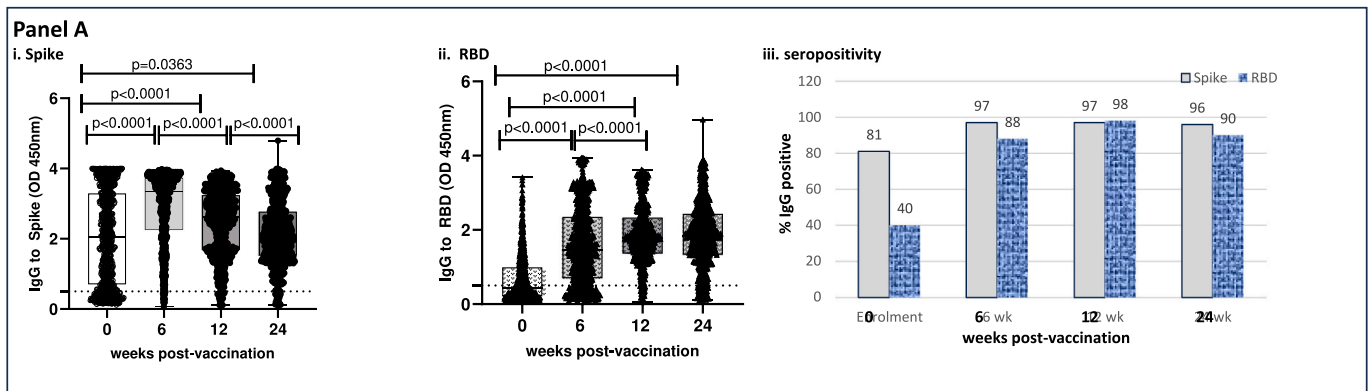 Panel A
i. Spike
p=0.0363
p<0.0001
p<0.0001 p<0.0001 p<0.0001
IgG to Spike (OD 450nm)
6
4
2
0
0 6 12 24
weeks post-vaccination
ii. RBD
p<0.0001
p<0.0001
p<0.0001 p<0.0001
IgG to RBD (OD 450nm)
6
4
2
0
0 6 12 24
weeks post-vaccination
iii. seropositivity
Spike RBD
% IgG positive
120
100
80
60
40
20
0
81 40 97 88 97 98 96 90
0 6 12 24
wk wk wk
weeks post-vaccination